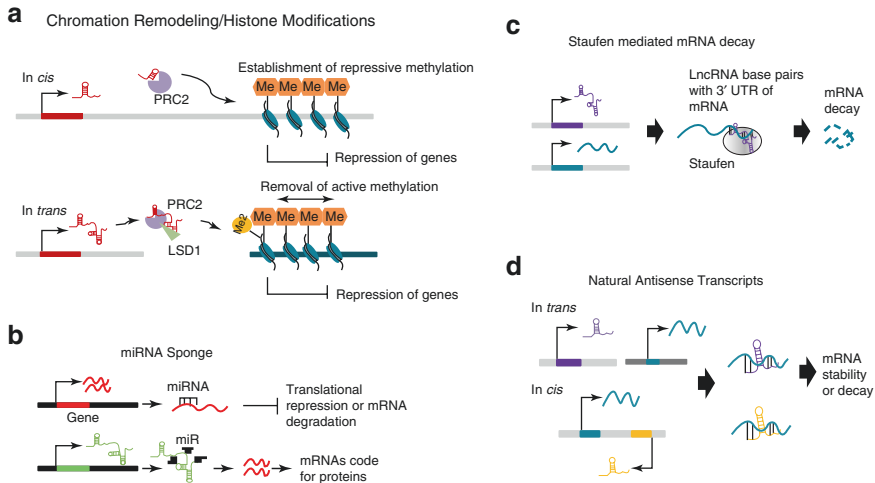 a
Chromation Remodeling/Histone Modifications
In cis
PRC2
Establishment of repressive methylation
Me Me Me Me
Repression of genes
In trans
PRC2
LSD1
Removal of active methylation
Me2
Me Me Me Me
Repression of genes
b
miRNA Sponge
Gene
miRNA
Translational
repression or mRNA
degradation
miR
mRNAs code
for proteins
c
Staufen mediated mRNA decay
LncRNA base pairs
with 3′ UTR of
mRNA
Staufen
mRNA
decay
d
Natural Antisense Transcripts
In trans
In cis
mRNA
stability
or decay